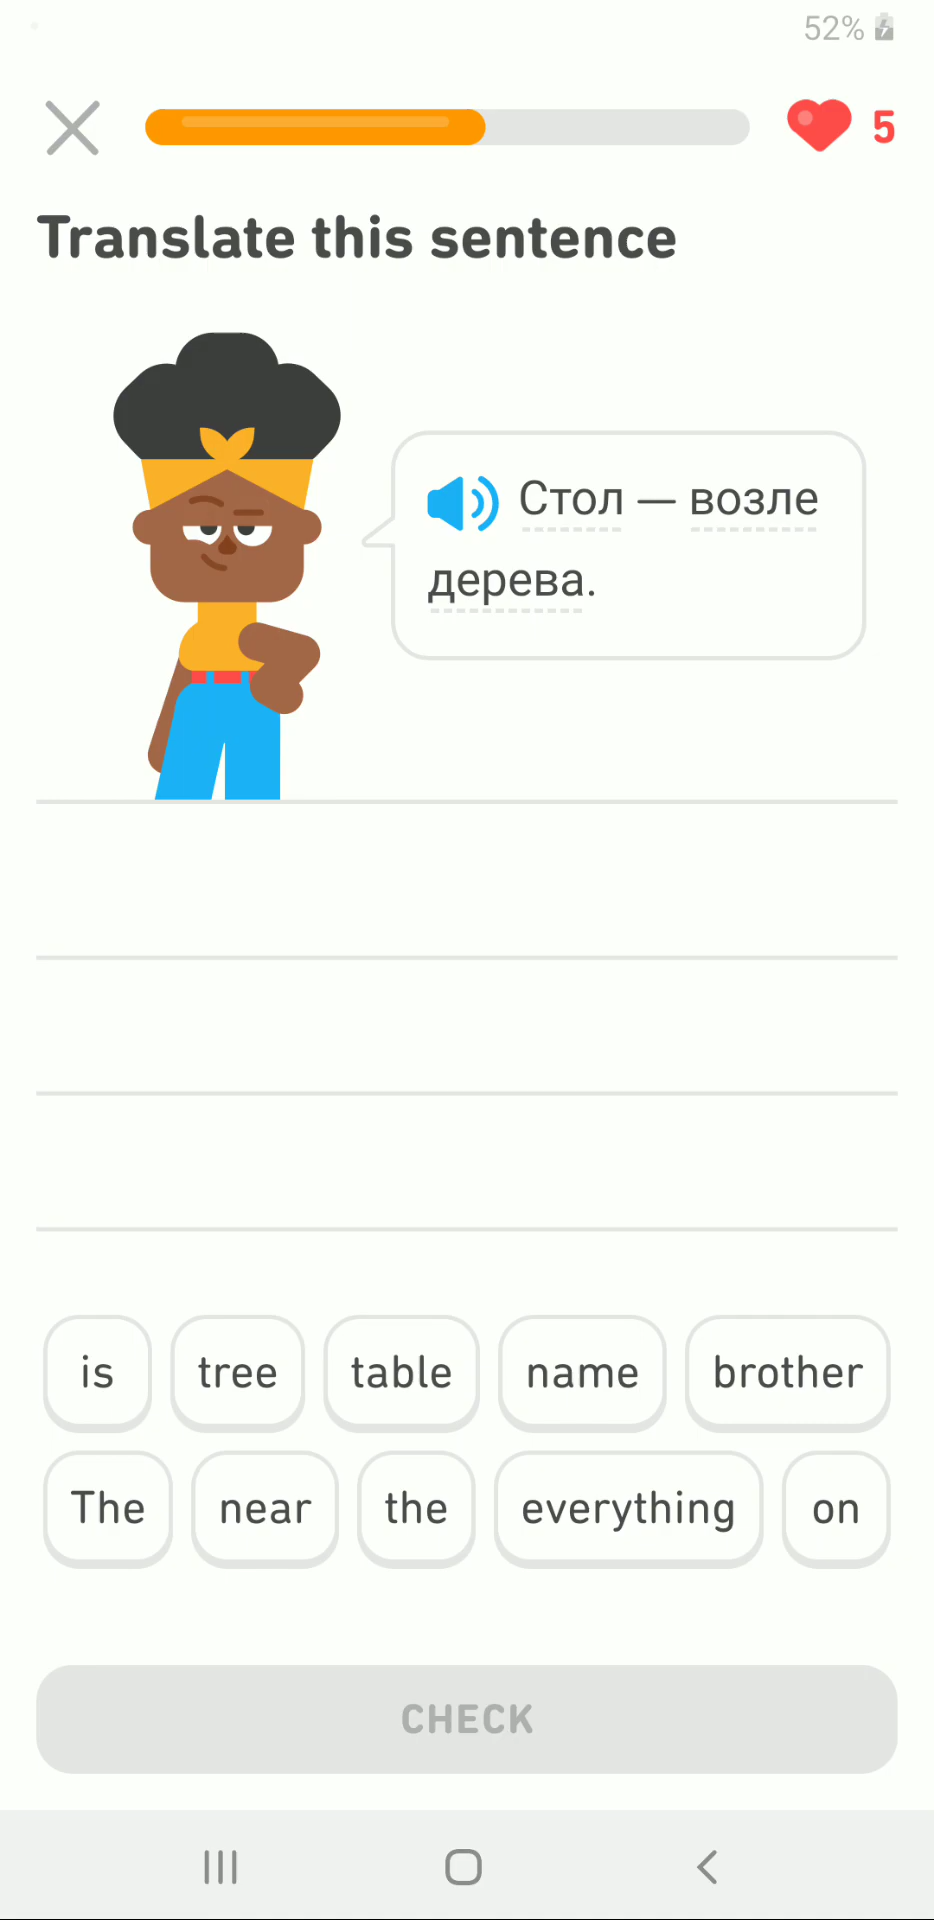 52%
5
Translate this sentence
Стол — возле
дерева.
is tree table name brother
The near the everything on
CHECK